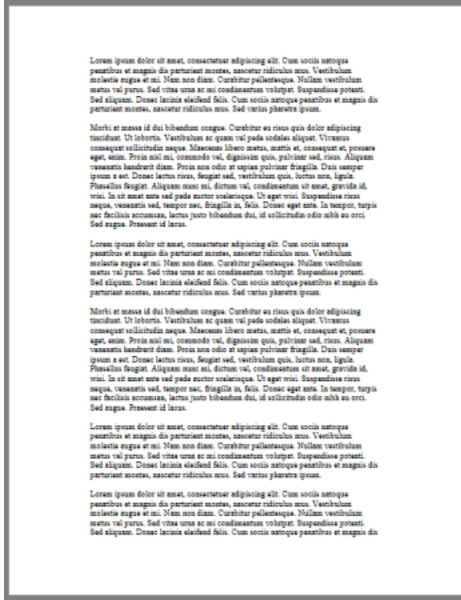 Lorem ipsum dolor sit amet, consectetuer adipiscing elit. Cum sociis natoque
penatibus et magnis dis parturient montes, nascetur ridiculus mus. Vestibulum
molestie augue et mi. Nam non diam. Curabitur pellentesque. Nullam vestibulum
metus vel purus. Sed vitae urna ac mi condimentum volutpat. Suspendisse potenti.
Sed aliquam. Donec lacinia eleifend felis. Cum sociis natoque penatibus et magnis dis
parturient montes, nascetur ridiculus mus. Sed varius pharetra ipsum.
Morbi at massa id dui bibendum congue. Curabitur eu risus quis dolor adipiscing
tincidunt. Ut lobortis. Vestibulum ac quam vel pede sodales aliquet. Vivamus
consequat sollicitudin neque. Maecenas libero metus, mattis et, consequat et, posuere
eget, enim. Proin nisl mi, commodo vel, dignissim quis, pulvinar sed, risus. Aliquam
venenatis hendrerit diam. Proin non odio at sapien pulvinar fringilla. Duis semper
ipsum a est. Donec lectus risus, feugiat sed, vestibulum quis, luctus non, ligula.
Phasellus feugiat. Aliquam nunc mi, dictum vel, condimentum sit amet, gravida id,
wisi. In sit amet ante sed pede auctor scelerisque. Ut eget wisi. Suspendisse risus
neque, venenatis sed, tempor nec, fringilla in, felis. Donec eget ante. In tempor, turpis
nec facilisis accumsan, lectus justo bibendum dui, id sollicitudin odio nibh eu orci.
Sed augue. Praesent id lacus.
Lorem ipsum dolor sit amet, consectetuer adipiscing elit. Cum sociis natoque
penatibus et magnis dis parturient montes, nascetur ridiculus mus. Vestibulum
molestie augue et mi. Nam non diam. Curabitur pellentesque. Nullam vestibulum
metus vel purus. Sed vitae urna ac mi condimentum volutpat. Suspendisse potenti.
Sed aliquam. Donec lacinia eleifend felis. Cum sociis natoque penatibus et magnis dis
parturient montes, nascetur ridiculus mus. Sed varius pharetra ipsum.
Morbi at massa id dui bibendum congue. Curabitur eu risus quis dolor adipiscing
tincidunt. Ut lobortis. Vestibulum ac quam vel pede sodales aliquet. Vivamus
consequat sollicitudin neque. Maecenas libero metus, mattis et, consequat et, posuere
eget, enim. Proin nisl mi, commodo vel, dignissim quis, pulvinar sed, risus. Aliquam
venenatis hendrerit diam. Proin non odio at sapien pulvinar fringilla. Duis semper
ipsum a est. Donec lectus risus, feugiat sed, vestibulum quis, luctus non, ligula.
Phasellus feugiat. Aliquam nunc mi, dictum vel, condimentum sit amet, gravida id,
wisi. In sit amet ante sed pede auctor scelerisque. Ut eget wisi. Suspendisse risus
neque, venenatis sed, tempor nec, fringilla in, felis. Donec eget ante. In tempor, turpis
nec facilisis accumsan, lectus justo bibendum dui, id sollicitudin odio nibh eu orci.
Sed augue. Praesent id lacus.
Lorem ipsum dolor sit amet, consectetuer adipiscing elit. Cum sociis natoque
penatibus et magnis dis parturient montes, nascetur ridiculus mus. Vestibulum
molestie augue et mi. Nam non diam. Curabitur pellentesque. Nullam vestibulum
metus vel purus. Sed vitae urna ac mi condimentum volutpat. Suspendisse potenti.
Sed aliquam. Donec lacinia eleifend felis. Cum sociis natoque penatibus et magnis dis
parturient montes, nascetur ridiculus mus. Sed varius pharetra ipsum.
Lorem ipsum dolor sit amet, consectetuer adipiscing elit. Cum sociis natoque
penatibus et magnis dis parturient montes, nascetur ridiculus mus. Vestibulum
molestie augue et mi. Nam non diam. Curabitur pellentesque. Nullam vestibulum
metus vel purus. Sed vitae urna ac mi condimentum volutpat. Suspendisse potenti.
Sed aliquam. Donec lacinia eleifend felis. Cum sociis natoque penatibus et magnis dis